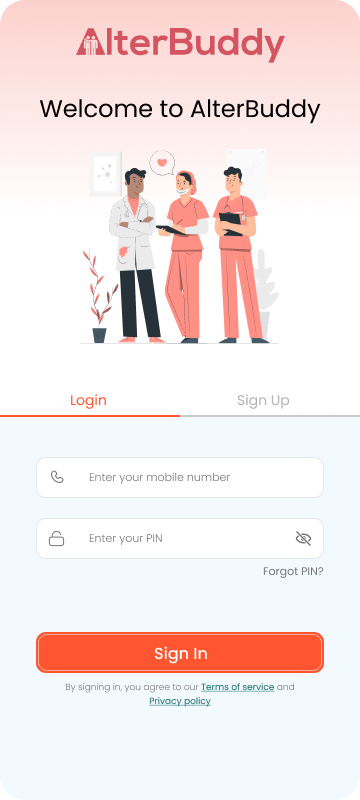 AlterBuddy
Welcome to AlterBuddy
Login
Sign Up
Enter your mobile number
Enter your PIN
Forgot PIN?
Sign In
By signing in, you agree to our Terms of service and
Privacy policy